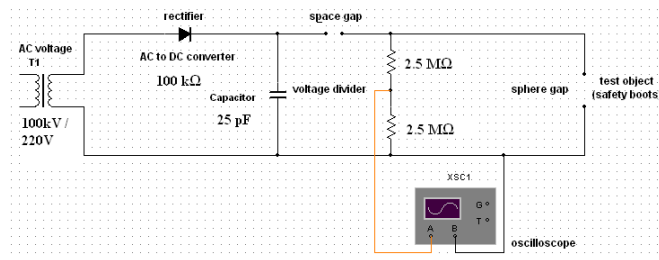 rectifier
space gap
AC voltage
T1
AC to DC converter
100 kΩ
2.5 MΩ
Capacitor
voltage divider
sphere gap
test object
(safety boots)
25 pF
100kV /
220V
2.5 MΩ
XSC1
G
T
A B
oscilloscope